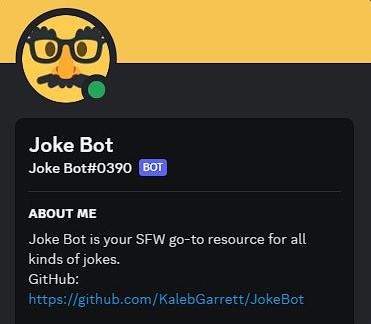 Joke Bot
Joke Bot#0390 BOT
ABOUT ME
Joke Bot is your SFW go-to resource for all
kinds of jokes.
GitHub:
https://github.com/KalebGarrett/JokeBot